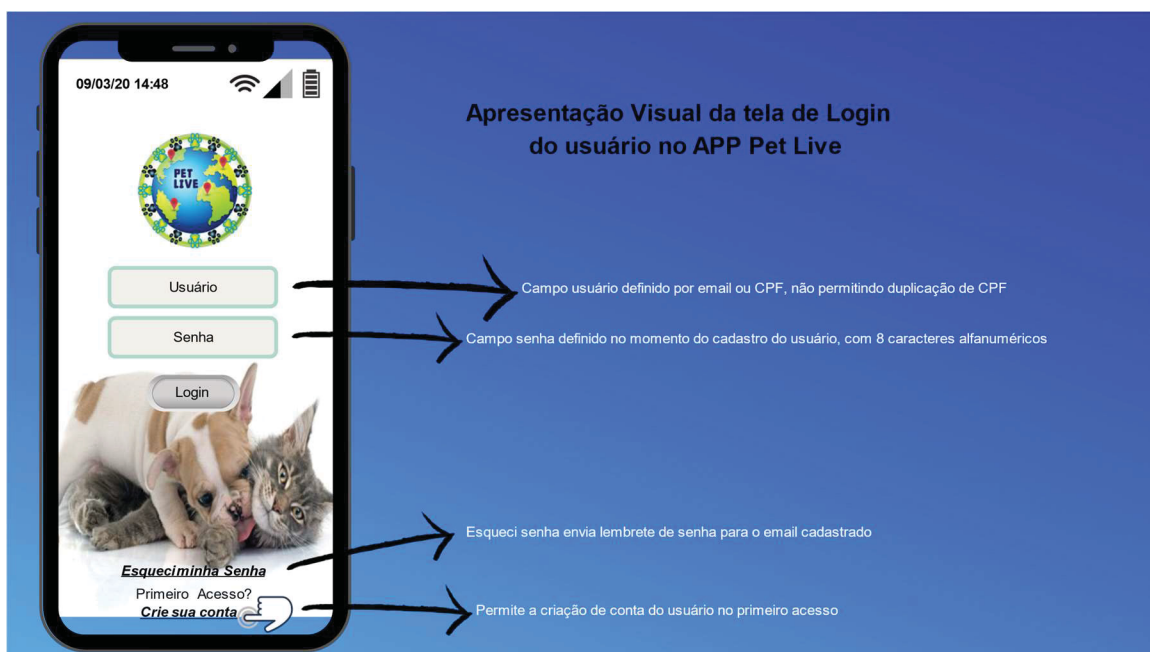 09/03/20 14:48
Apresentação Visual da tela de Login
do usuário no APP Pet Live
PET
LIVE
Usuário
Campo usuário definido por email ou CPF, não permitindo duplicação de CPF
Senha
Campo senha definido no momento do cadastro do usuário, com 8 caracteres alfanuméricos
Login
Esqueci senha envia lembrete de senha para o email cadastrado
Esqueciminha Senha
Primeiro Acesso?
Crie sua conta
Permite a criação de conta do usuário no primeiro acesso